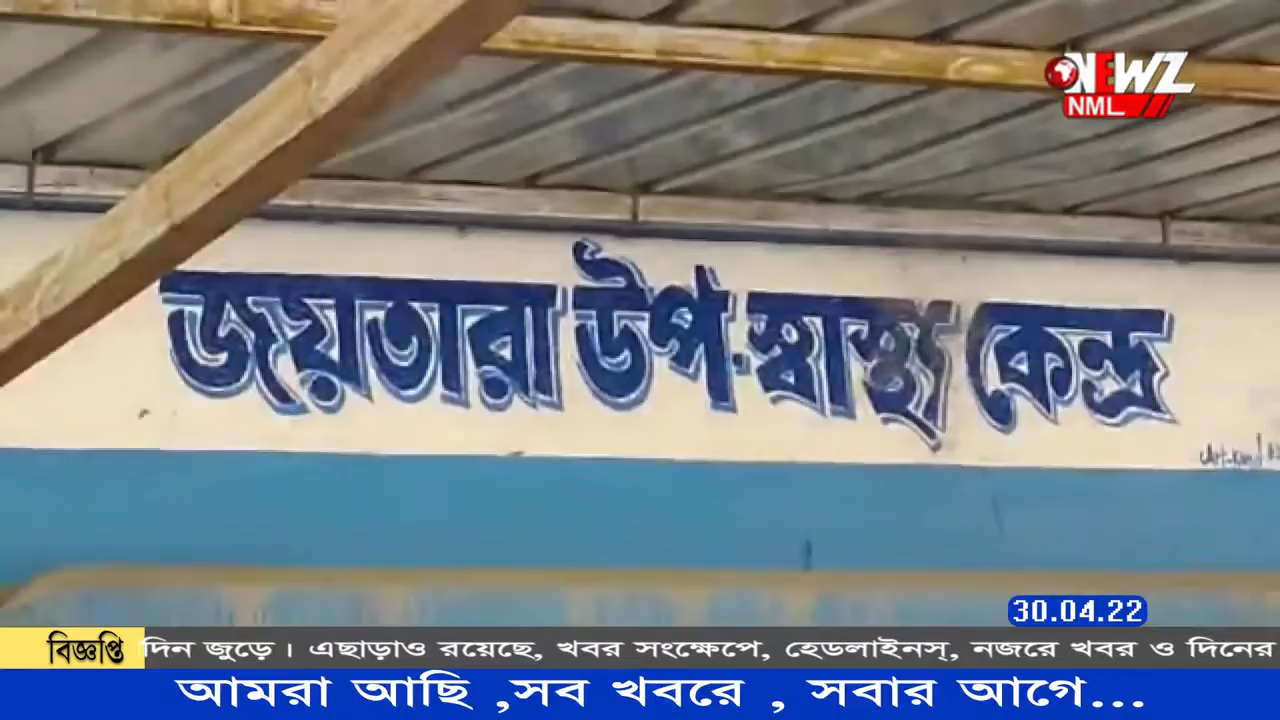 NEWZ
NML
জয়তারা উপ-স্বাস্থ্য কেন্দ্র
30.04.22
বিজ্ঞপ্তি দিন জুড়ে। এছাড়াও রয়েছে, খবর সংক্ষেপে, হেডলাইনস্, নজরে খবর ও দিনের
আমরা আছি ,সব খবরে , সবার আগে...